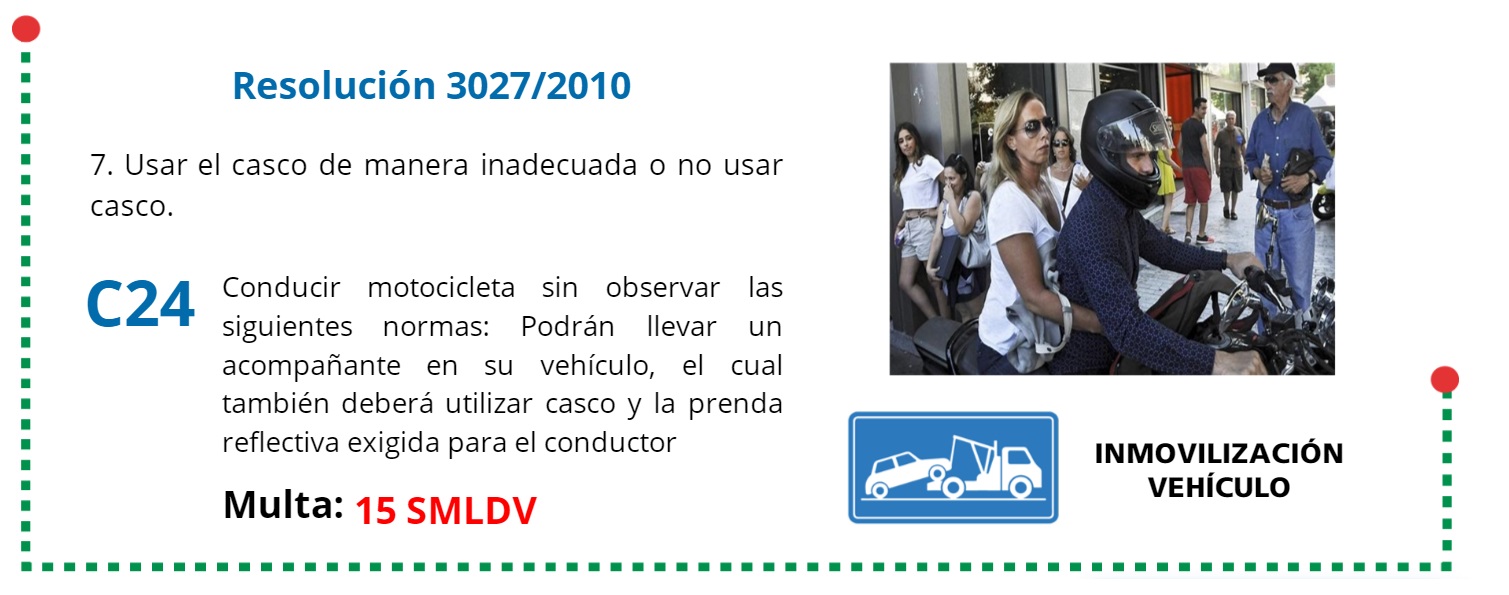 Resolución 3027/2010
7. Usar el casco de manera inadecuada o no usar
casco.
C24
Conducir motocicleta sin observar las
siguientes normas: Podrán llevar un
acompañante en su vehículo, el cual
también deberá utilizar casco y la prenda
reflectiva exigida para el conductor
Multa: 15 SMLDV
INMOVILIZACIÓN
VEHÍCULO